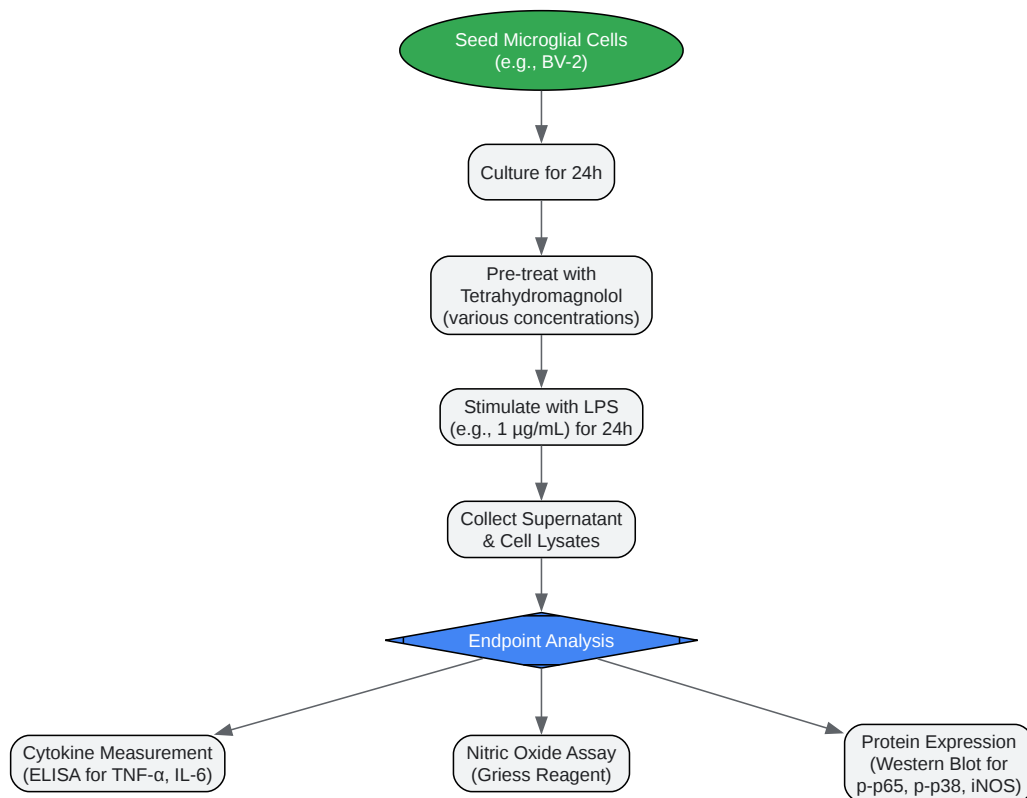 Seed Microglial Cells
(e.g., BV-2)
Culture for 24h
Pre-treat with
Tetrahydromagnolol
(various concentrations)
Stimulate with LPS
(e.g., 1 µg/mL) for 24h
Collect Supernatant
& Cell Lysates
Endpoint Analysis
Cytokine Measurement
(ELISA for TNF-α, IL-6)
Nitric Oxide Assay
(Griess Reagent)
Protein Expression
(Western Blot for
p-p65, p-p38, iNOS)